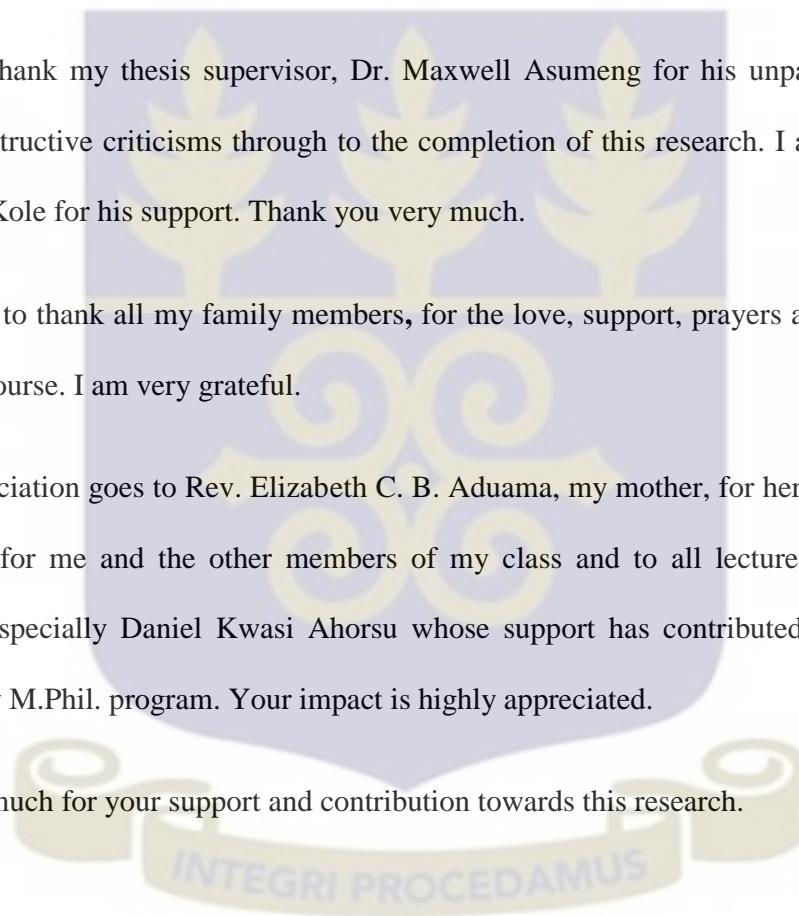 hank my thesis supervisor, Dr. Maxwell Asumeng for his unpa
tructive criticisms through to the completion of this research. I a
Kole for his support. Thank you very much.
to thank all my family members, for the love, support, prayers a
ourse. I am very grateful.
ciation goes to Rev. Elizabeth C. B. Aduama, my mother, for her
for me and the other members of my class and to all lecture
specially Daniel Kwasi Ahorsu whose support has contributed
M.Phil. program. Your impact is highly appreciated.
much for your support and contribution towards this research.
INTEGRI PROCEDAMUS